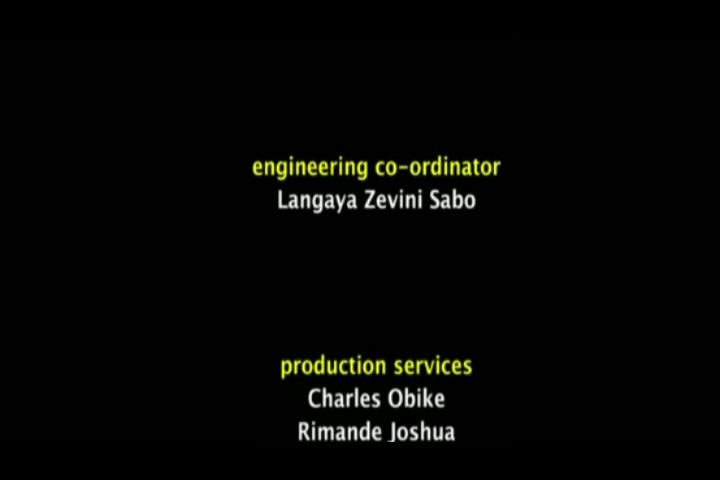 engineering co-ordinator
Langaya Zevini Sabo
production services
Charles Obike
Rimande Joshua